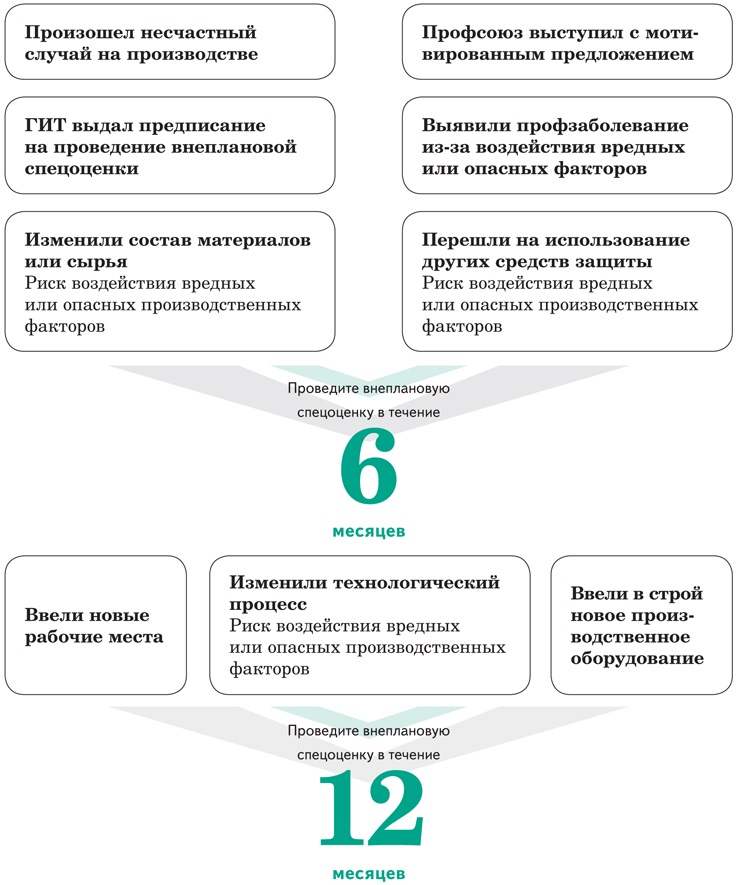 Произошел несчастный
случай на производстве
Профсоюз выступил с моти-
вированным предложением
ГИТ выдал предписание
на проведение внеплановой
спецоценки
Выявили профзаболевание
из-за воздействия вредных
или опасных факторов
Изменили состав материалов
или сырья
Риск воздействия вредных
или опасных производственных
факторов
Перешли на использование
других средств защиты
Риск воздействия вредных
или опасных производственных
факторов
Проведите внеплановую
спецоценку в течение
6
месяцев
Ввели новые
рабочие места
Изменили технологический
процесс
Риск воздействия вредных
или опасных производственных
факторов
Ввели в строй
новое произ-
водственное
оборудование
Проведите внеплановую
спецоценку в течение
12
месяцев